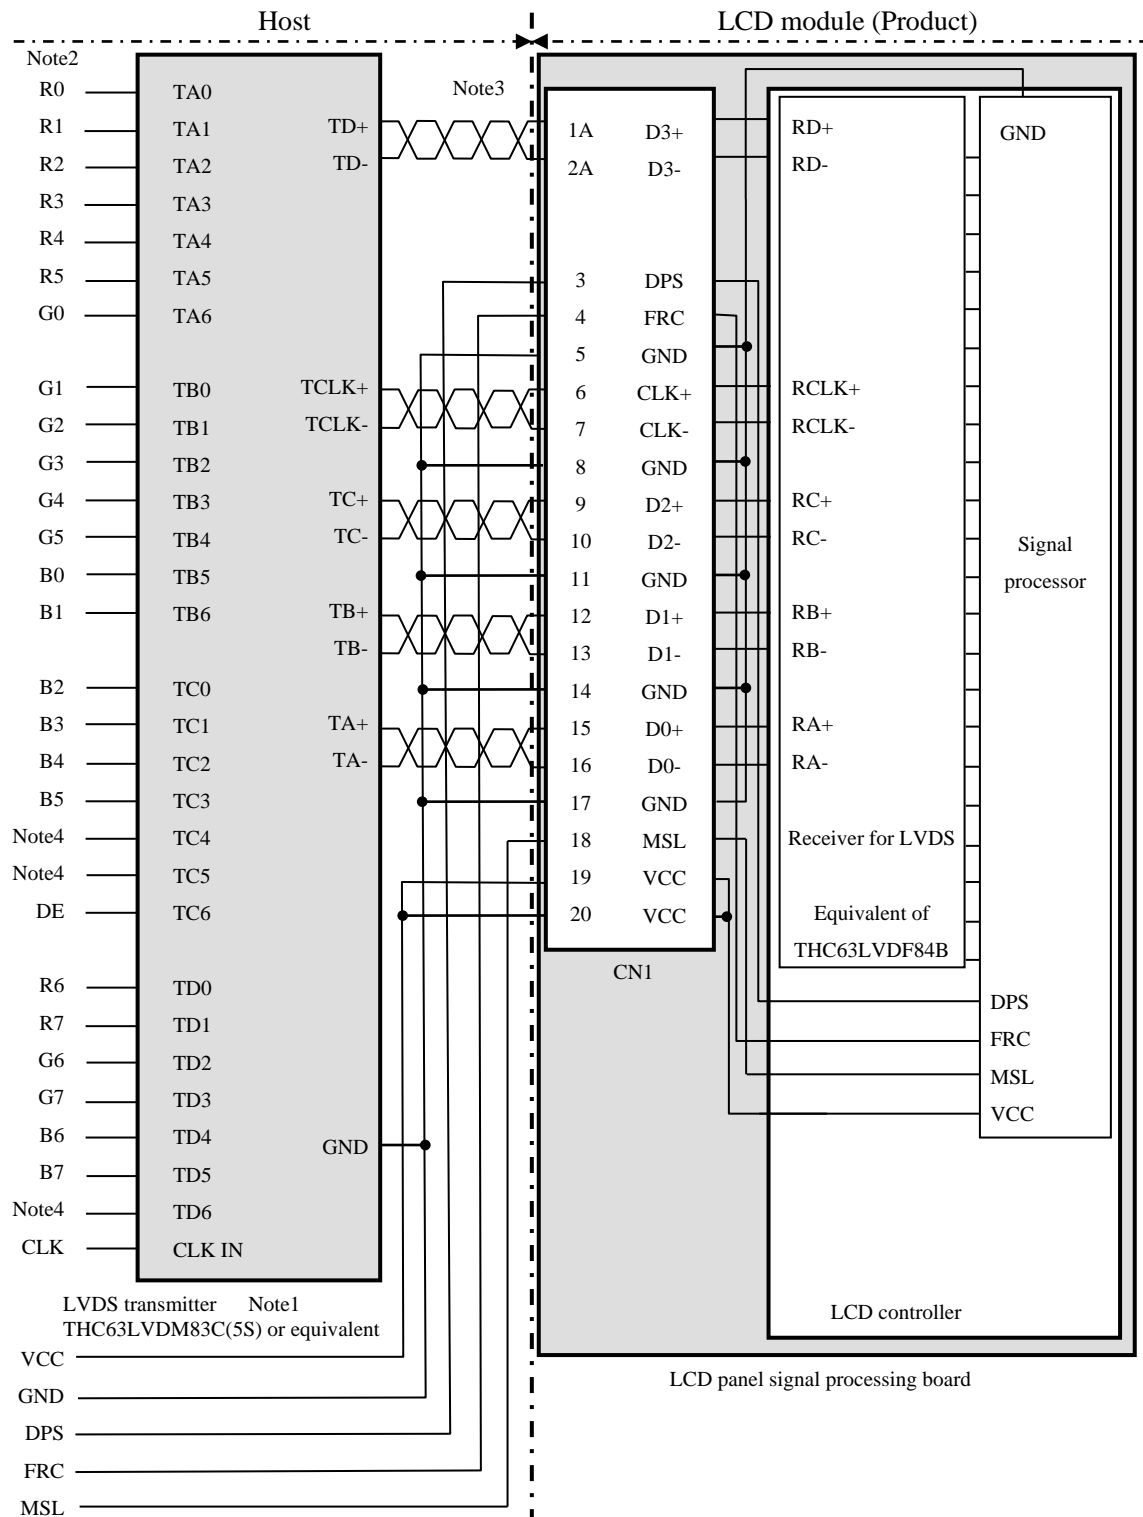 Host
LCD module (Product)
Note2
Note3
R0 TA0
R1 TA1 TD+
R2 TA2 TD-
R3 TA3
R4 TA4
R5 TA5
G0 TA6
G1 TB0 TCLK+
G2 TB1 TCLK-
G3 TB2
G4 TB3 TC+
G5 TB4 TC-
B0 TB5
B1 TB6 TB+
TB-
B2 TC0
B3 TC1 TA+
B4 TC2 TA-
B5 TC3
Note4 TC4
Note4 TC5
DE TC6
R6 TD0
R7 TD1
G6 TD2
G7 TD3
B6 TD4 GND
B7 TD5
Note4 TD6
CLK CLK IN
LVDS transmitter Note1
THC63LVDM83C(5S) or equivalent
VCC
GND
DPS
FRC
MSL
1A D3+
2A D3-
3 DPS
4 FRC
5 GND
6 CLK+
7 CLK-
8 GND
9 D2+
10 D2-
11 GND
12 D1+
13 D1-
14 GND
15 D0+
16 D0-
17 GND
18 MSL
19 VCC
20 VCC
CN1
RD+
RD-
RCLK+
RCLK-
RC+
RC-
RB+
RB-
RA+
RA-
Receiver for LVDS
Equivalent of
THC63LVDF84B
GND
Signal
processor
DPS
FRC
MSL
VCC
LCD controller
LCD panel signal processing board